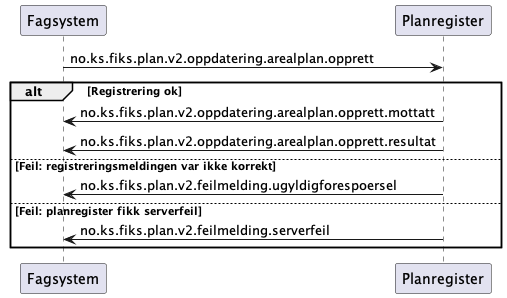 Fagsystem Planregister
no.ks.fiks.plan.v2.oppdatering.arealplan.opprett
alt [Registrering ok]
no.ks.fiks.plan.v2.oppdatering.arealplan.opprett.mottatt
no.ks.fiks.plan.v2.oppdatering.arealplan.opprett.resultat
[Feil: registreringsmeldingen var ikke korrekt]
no.ks.fiks.plan.v2.feilmelding.ugyldigforespoersel
[Feil: planregister fikk serverfeil]
no.ks.fiks.plan.v2.feilmelding.serverfeil
Fagsystem Planregister